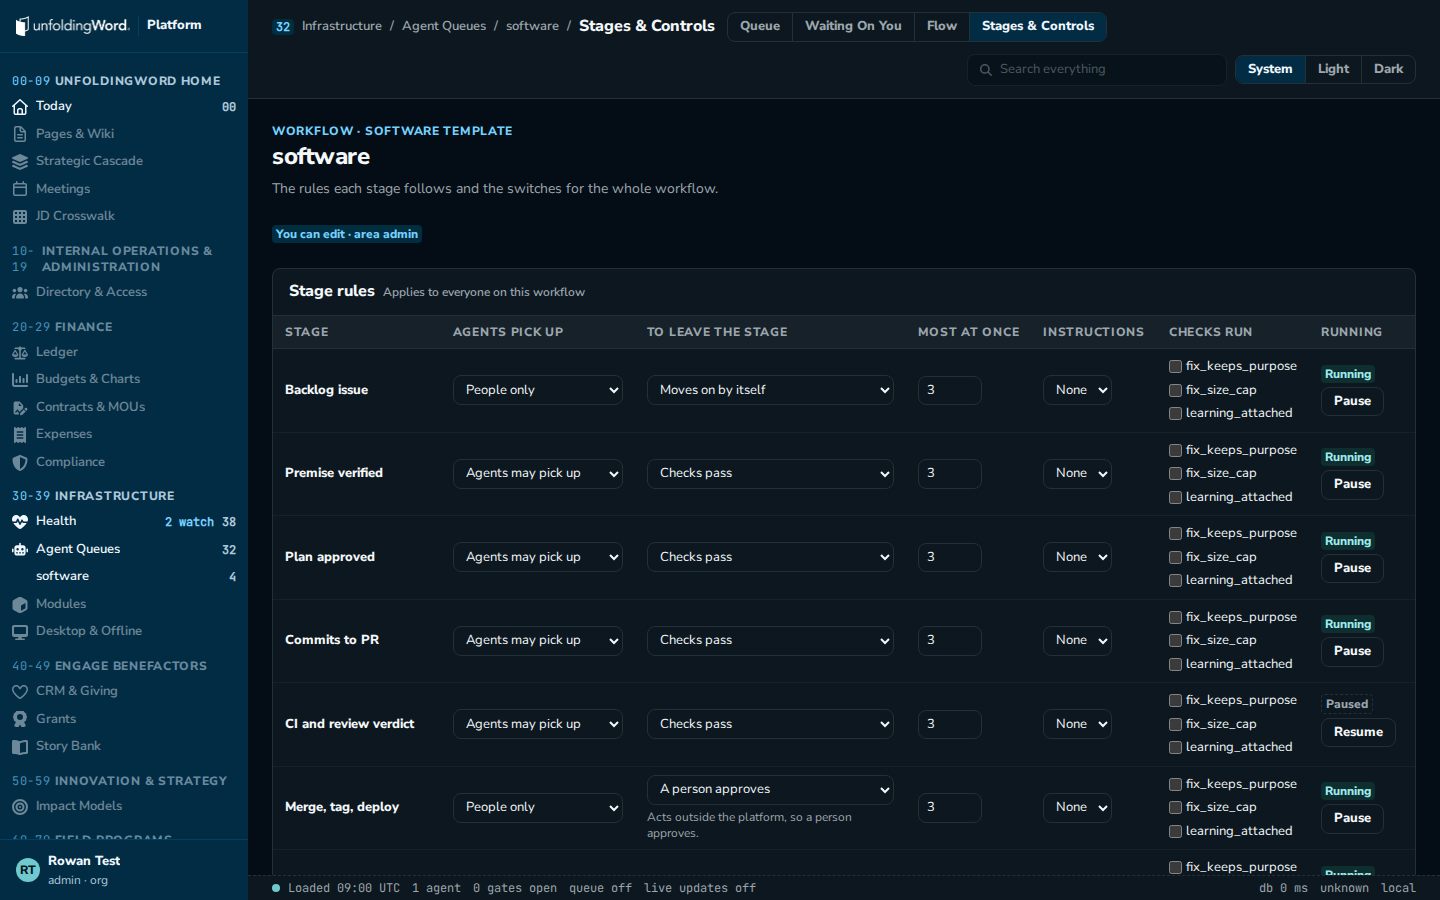 unfoldingWord. Platform
00-09 UNFOLDINGWORD HOME
Today 00
Pages & Wiki
Strategic Cascade
Meetings
JD Crosswalk
10-19 INTERNAL OPERATIONS & ADMINISTRATION
Directory & Access
20-29 FINANCE
Ledger
Budgets & Charts
Contracts & MOUs
Expenses
Compliance
30-39 INFRASTRUCTURE
Health 2 watch 38
Agent Queues 32
software 4
Modules
Desktop & Offline
40-49 ENGAGE BENEFACTORS
CRM & Giving
Grants
Story Bank
50-59 INNOVATION & STRATEGY
Impact Models
60-79 FIELD PROGRAMS
RT Rowan Test
admin · org
32 Infrastructure / Agent Queues / software / Stages & Controls
Queue Waiting On You Flow Stages & Controls
Search everything
System Light Dark
WORKFLOW · SOFTWARE TEMPLATE
software
The rules each stage follows and the switches for the whole workflow.
You can edit · area admin
Stage rules Applies to everyone on this workflow
STAGE AGENTS PICK UP TO LEAVE THE STAGE MOST AT ONCE INSTRUCTIONS CHECKS RUN RUNNING
Backlog issue People only Moves on by itself 3 None
fix_keeps_purpose
fix_size_cap
learning_attached
Running
Pause
Premise verified Agents may pick up Checks pass 3 None
fix_keeps_purpose
fix_size_cap
learning_attached
Running
Pause
Plan approved Agents may pick up Checks pass 3 None
fix_keeps_purpose
fix_size_cap
learning_attached
Running
Pause
Commits to PR Agents may pick up Checks pass 3 None
fix_keeps_purpose
fix_size_cap
learning_attached
Running
Pause
CI and review verdict Agents may pick up Checks pass 3 None
fix_keeps_purpose
fix_size_cap
learning_attached
Paused
Resume
Merge, tag, deploy People only A person approves 3 None
Acts outside the platform, so a person
approves.
fix_keeps_purpose
fix_size_cap
learning_attached
Running
Pause
fix_keeps_purpose
Running
Loaded 09:00 UTC 1 agent 0 gates open queue off live updates off
db 0 ms unknown local